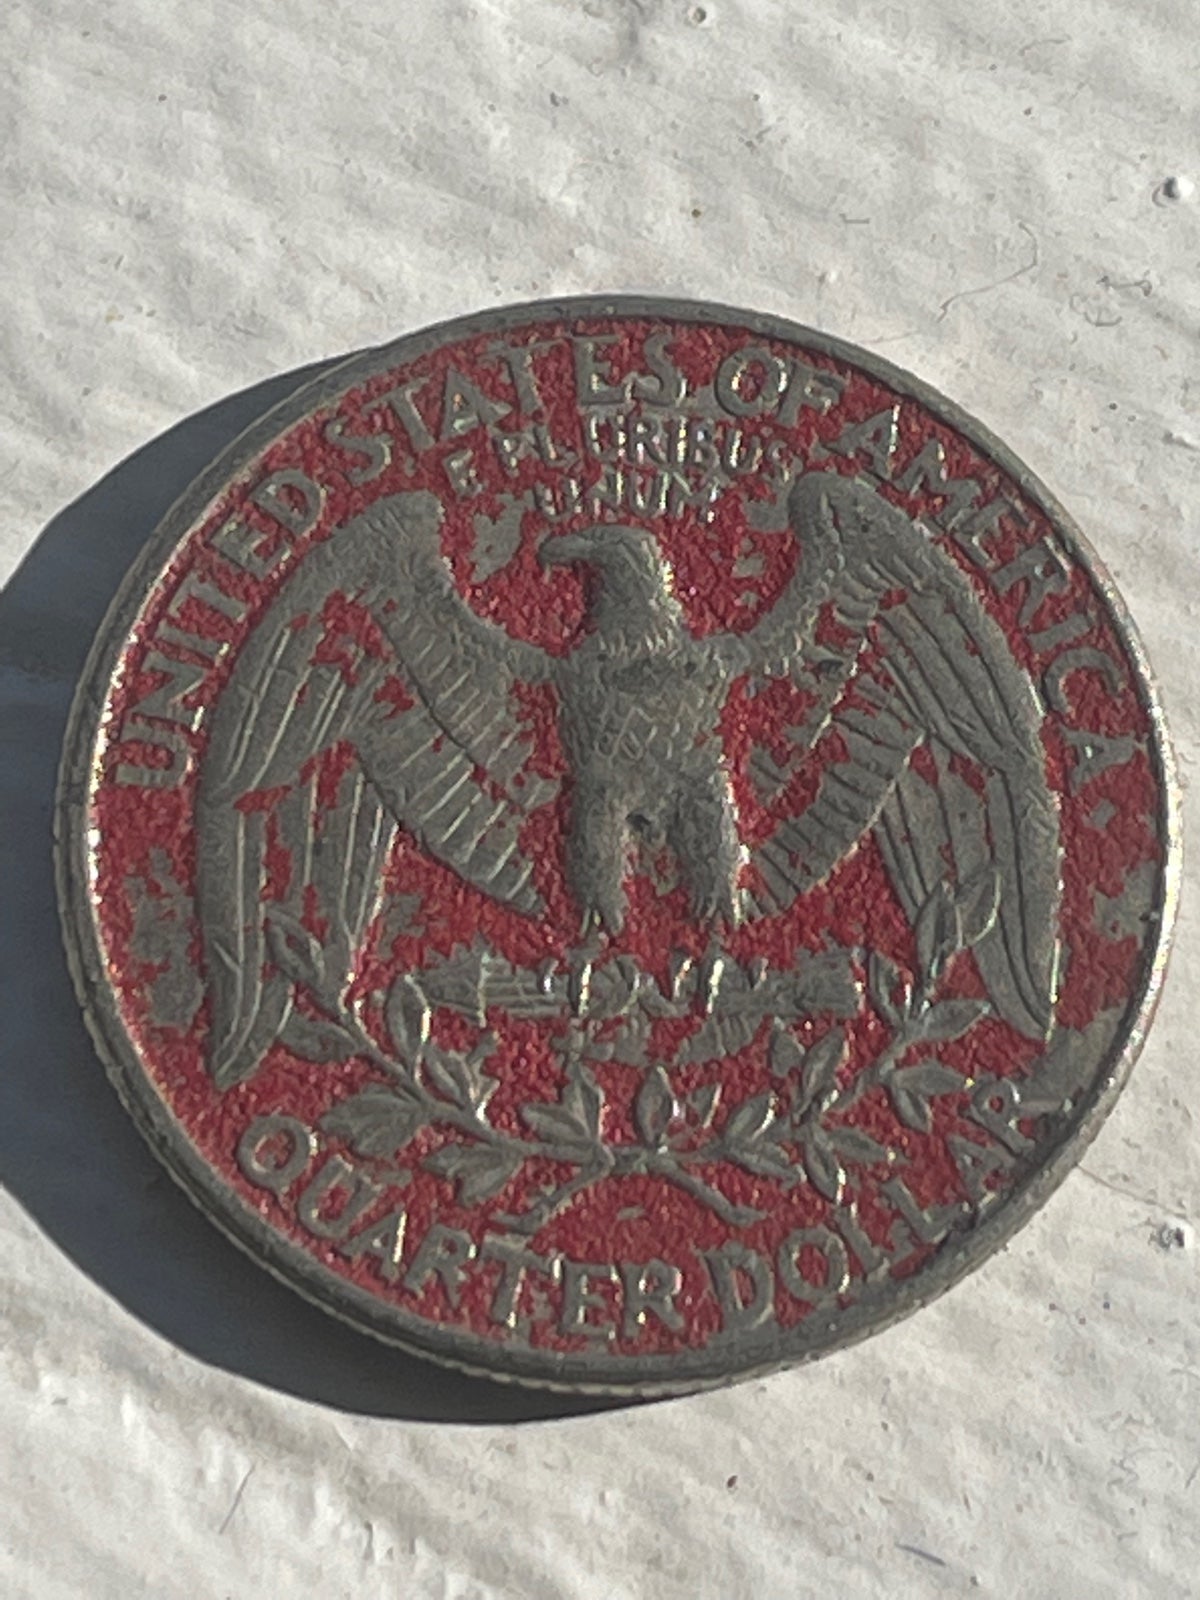 UNITED STATES OF AMERICA
E PLURIBUS
UNUM
QUARTER DOLLAR